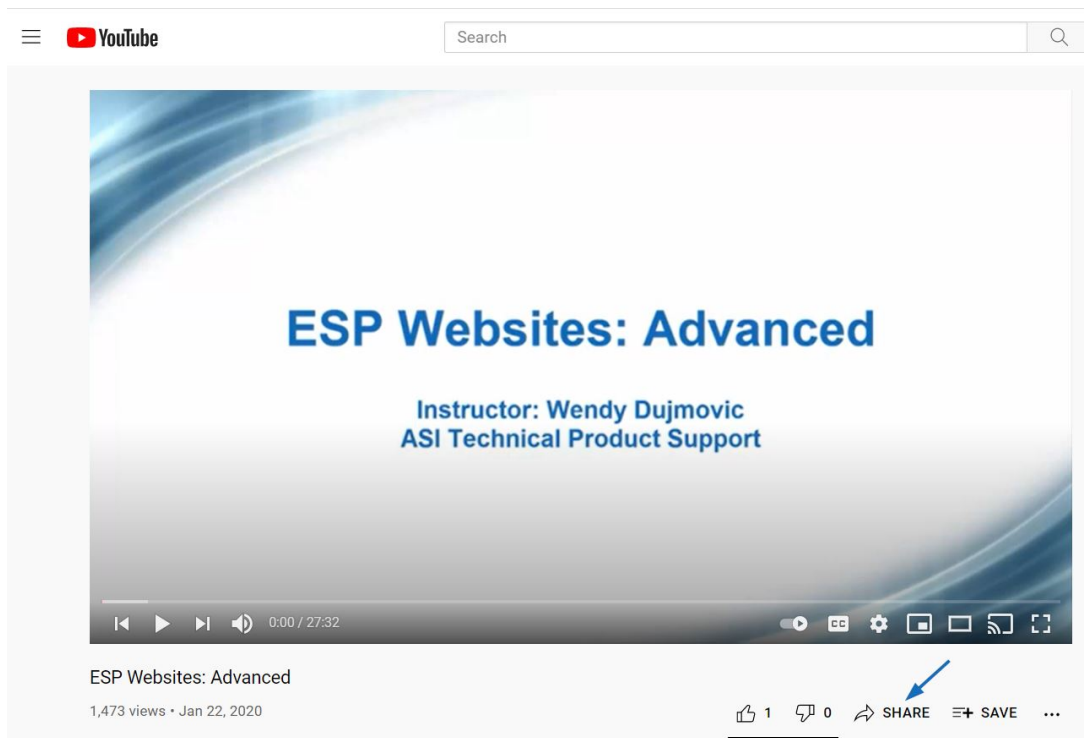 YouTube
Search
ESP Websites: Advanced
Instructor: Wendy Dujmovic
ASI Technical Product Support
0:00 / 27:32
CC
ESP Websites: Advanced
1,473 views • Jan 22, 2020
1 0 SHARE SAVE ...